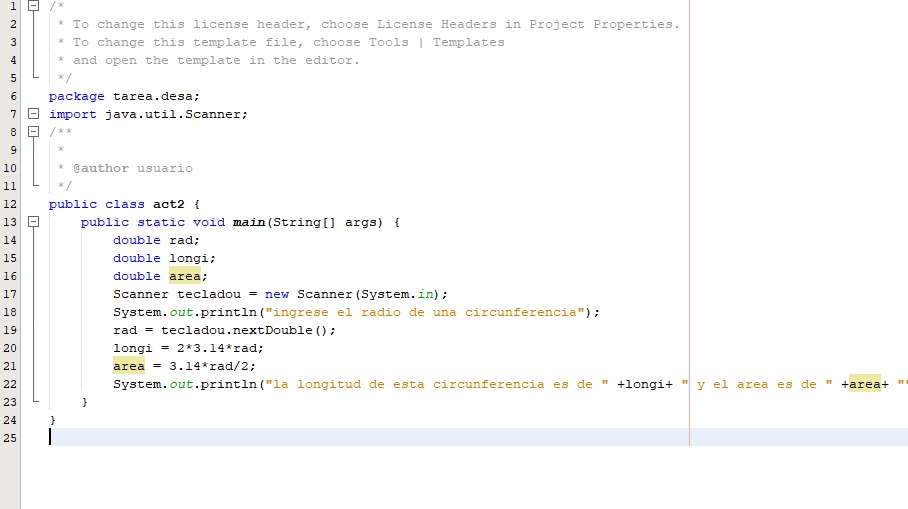 1 /*
2 * To change this license header, choose License Headers in Project Properties.
3 * To change this template file, choose Tools | Templates
4 * and open the template in the editor.
5 */
6 package tarea.desa;
7 import java.util.Scanner;
8 /**
9 *
10 * @author usuario
11 */
12 public class act2 {
13 public static void main(String[] args) {
14 double rad;
15 double longi;
16 double area;
17 Scanner tecladou = new Scanner(System.in);
18 System.out.println("ingrese el radio de una circunferencia");
19 rad = tecladou.nextDouble();
20 longi = 2*3.14*rad;
21 area = 3.14*rad/2;
22 System.out.println("la longitud de esta circunferencia es de " +longi+ " y el area es de " +area+ "
23 }
24 }
25